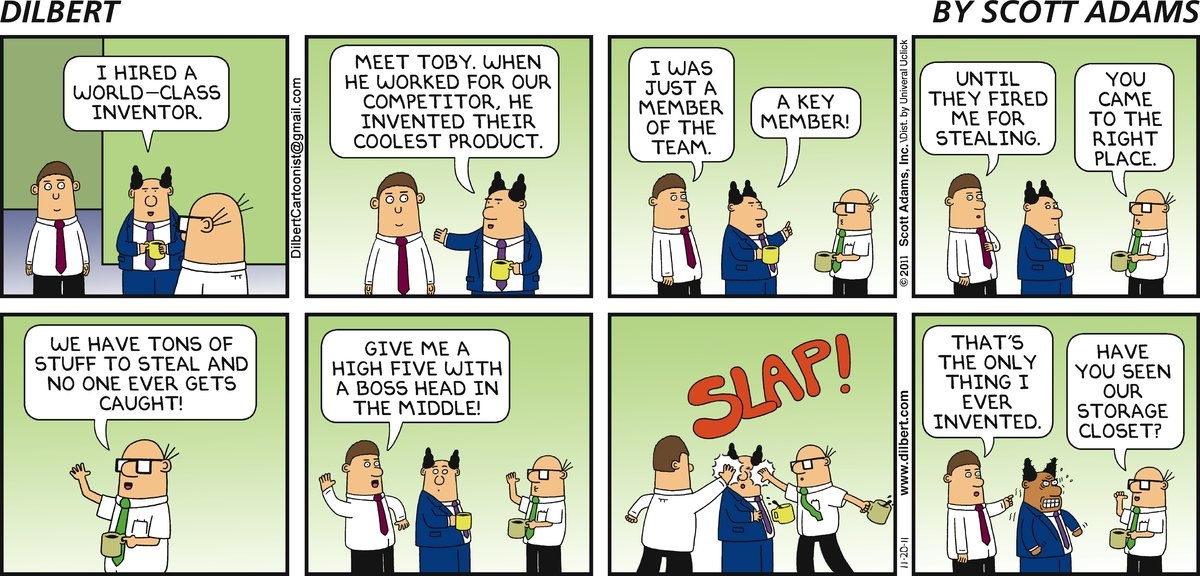 DILBERT
BY SCOTT ADAMS
I HIRED A
WORLD-CLASS
INVENTOR.
DilbertCartoonist@gmail.com
MEET TOBY. WHEN
HE WORKED FOR OUR
COMPETITOR, HE
INVENTED THEIR
COOLEST PRODUCT.
I WAS
JUST A
MEMBER
OF THE
TEAM.
A KEY
MEMBER!
©2011 Scott Adams, Inc. \Dist. by Univeral Uclick
UNTIL
THEY FIRED
ME FOR
STEALING.
YOU
CAME
TO THE
RIGHT
PLACE.
WE HAVE TONS OF
STUFF TO STEAL AND
NO ONE EVER GETS
CAUGHT!
GIVE ME A
HIGH FIVE WITH
A BOSS HEAD IN
THE MIDDLE!
SLAP!
11-20-11
www.dilbert.com
THAT'S
THE ONLY
THING I
EVER
INVENTED.
HAVE
YOU SEEN
OUR
STORAGE
CLOSET?